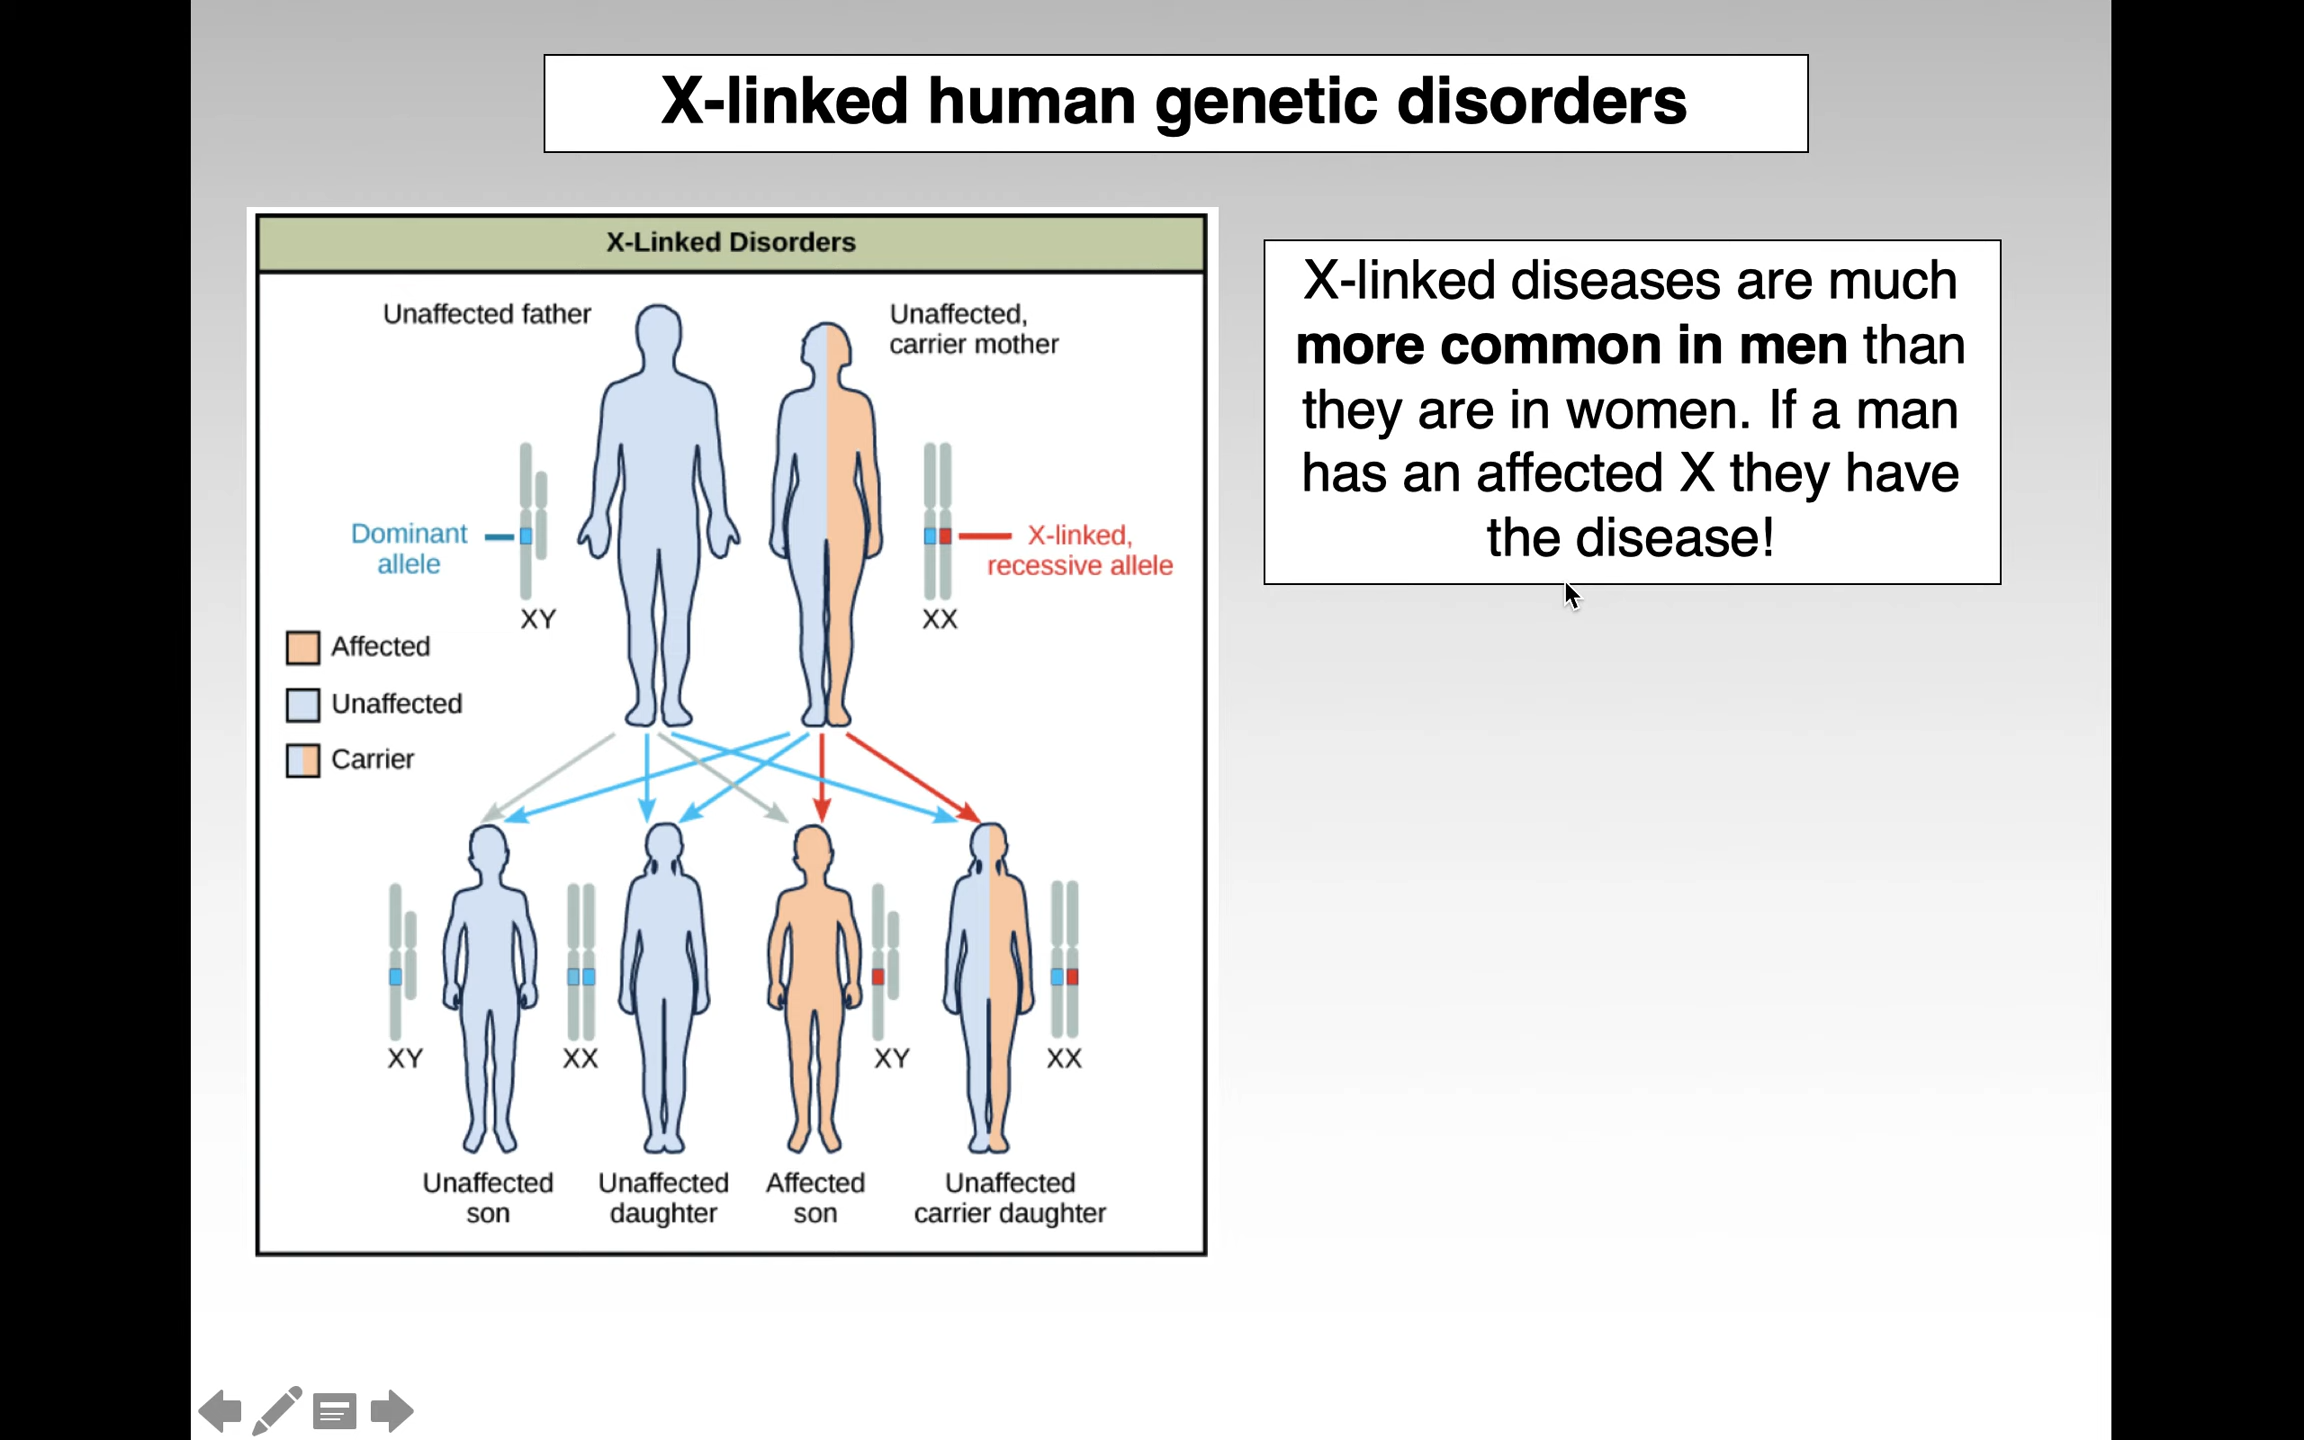 X-linked human genetic disorders
X-Linked Disorders
Unaffected father
Unaffected,
carrier mother
Dominant
allele
XY
X-linked,
recessive allele
XX
Affected
Unaffected
Carrier
XY
XX
XY
XX
Unaffected
son
Unaffected
daughter
Affected
son
Unaffected
carrier daughter
X-linked diseases are much
more common in men than
they are in women. If a man
has an affected X they have
the disease!